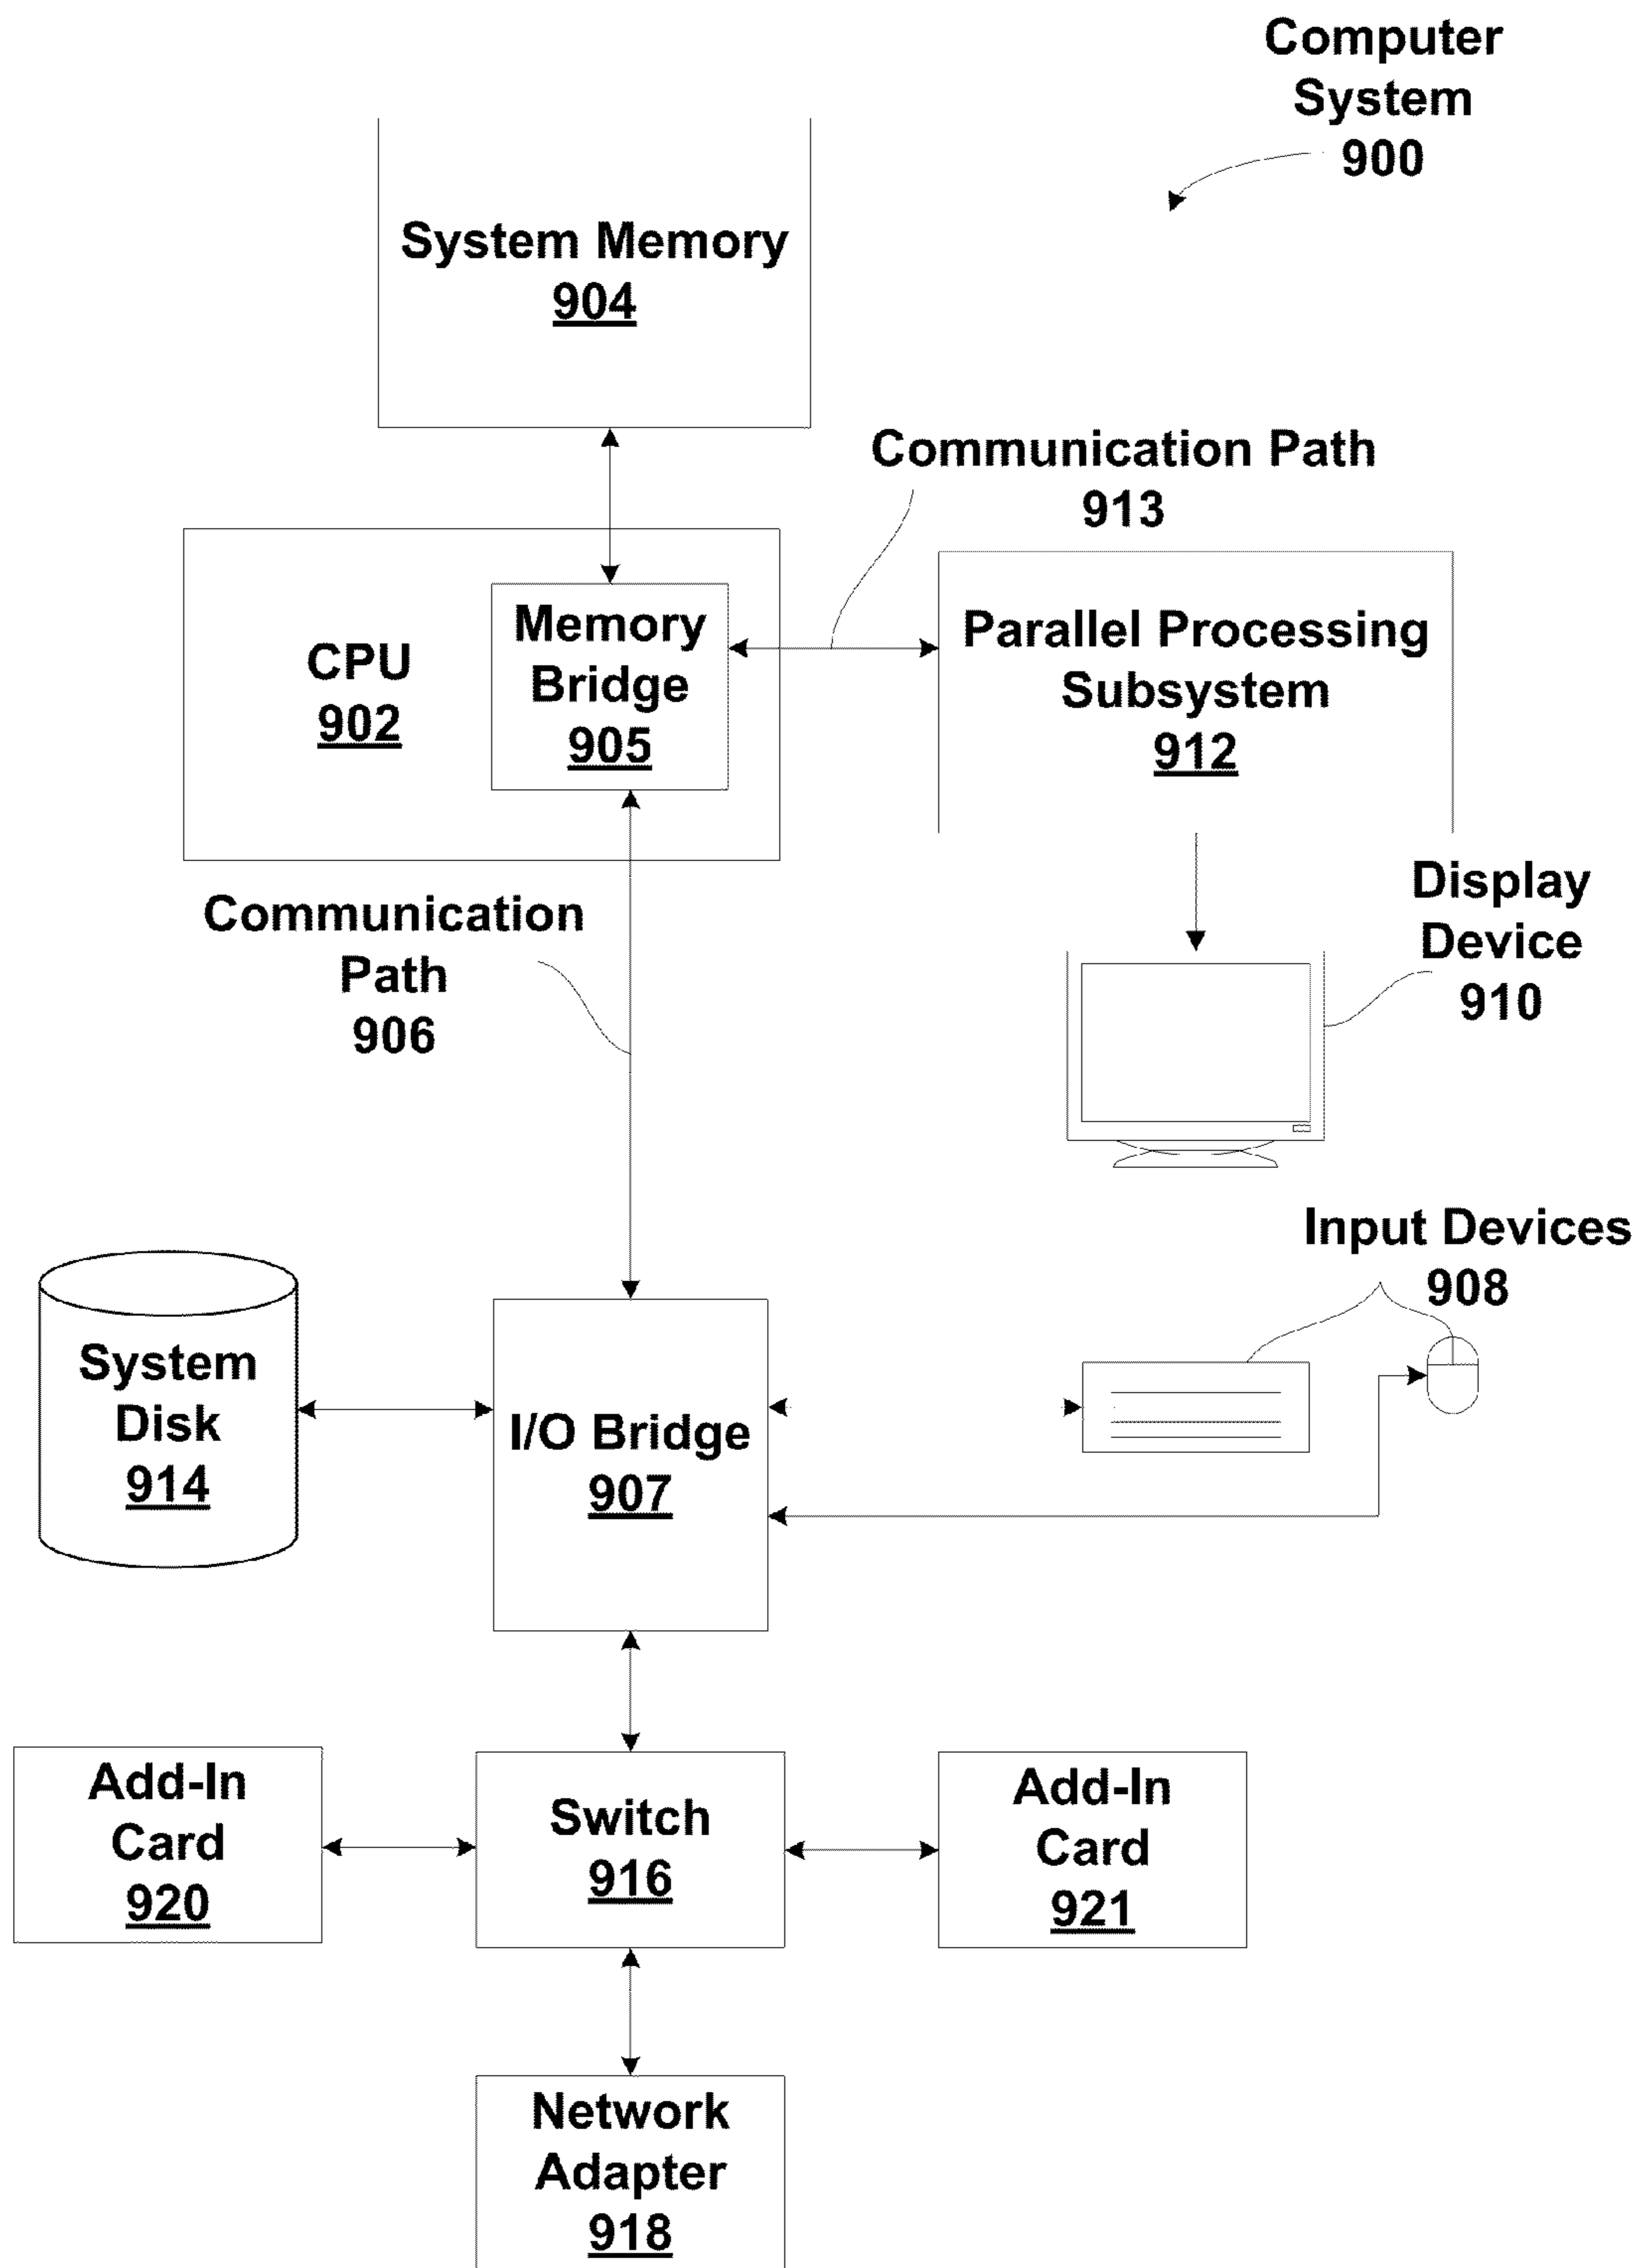 Computer
System
900
System Memory
904
Communication Path
913
CPU
902
Memory
Bridge
905
Parallel Processing
Subsystem
912
Communication
Path
906
Display
Device
910
Input Devices
908
System
Disk
914
I/O Bridge
907
Add-In
Card
920
Switch
916
Add-In
Card
921
Network
Adapter
918